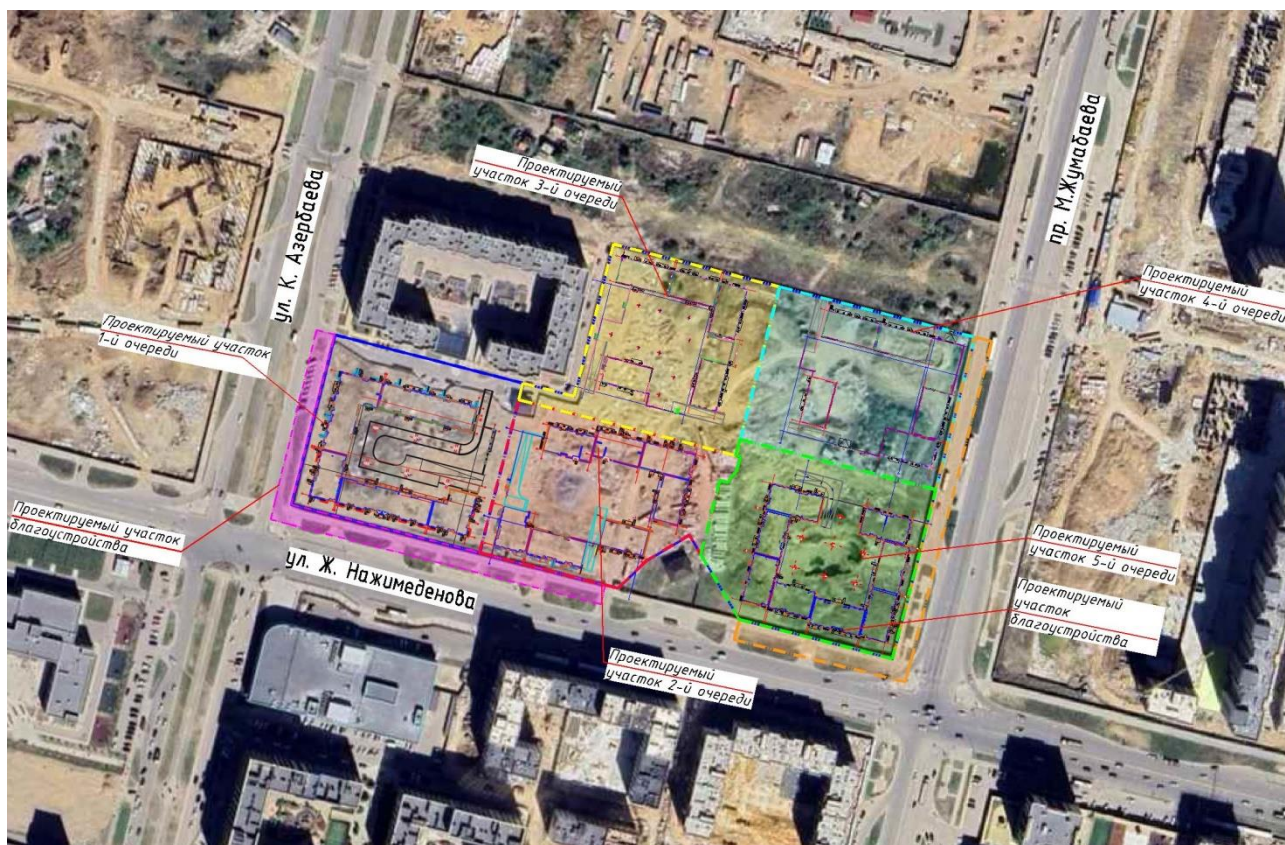 ул. К. Азербаева
пр. М.Жумабаева
Проектируемый
участок 3-й очереди
Проектируемый
участок 4-й очереди
Проектируемый участок
1-й очереди
Проектируемый участок
благоустройства
ул. Ж. Нажимеденова
Проектируемый
участок 5-й очереди
Проектируемый
участок
благоустройства
Проектируемый
участок 2-й очереди